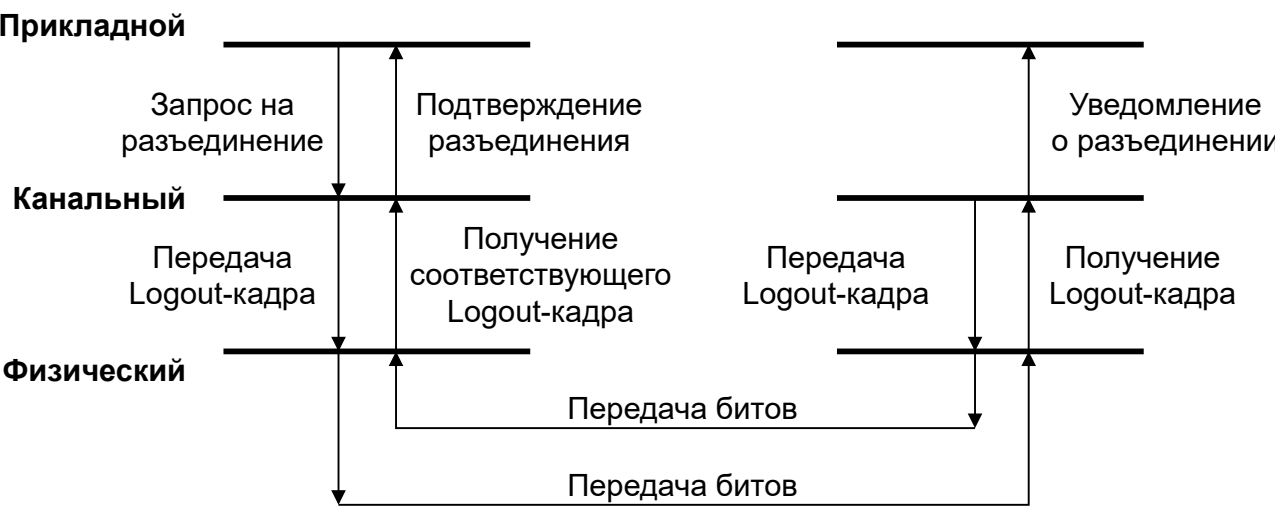 Прикладной
Запрос на
разъединение
Подтверждение
разъединения
Уведомление
о разъединении
Канальный
Передача
Logout-кадра
Получение
соответствующего
Logout-кадра
Передача
Logout-кадра
Получение
Logout-кадра
Физический
Передача битов
Передача битов